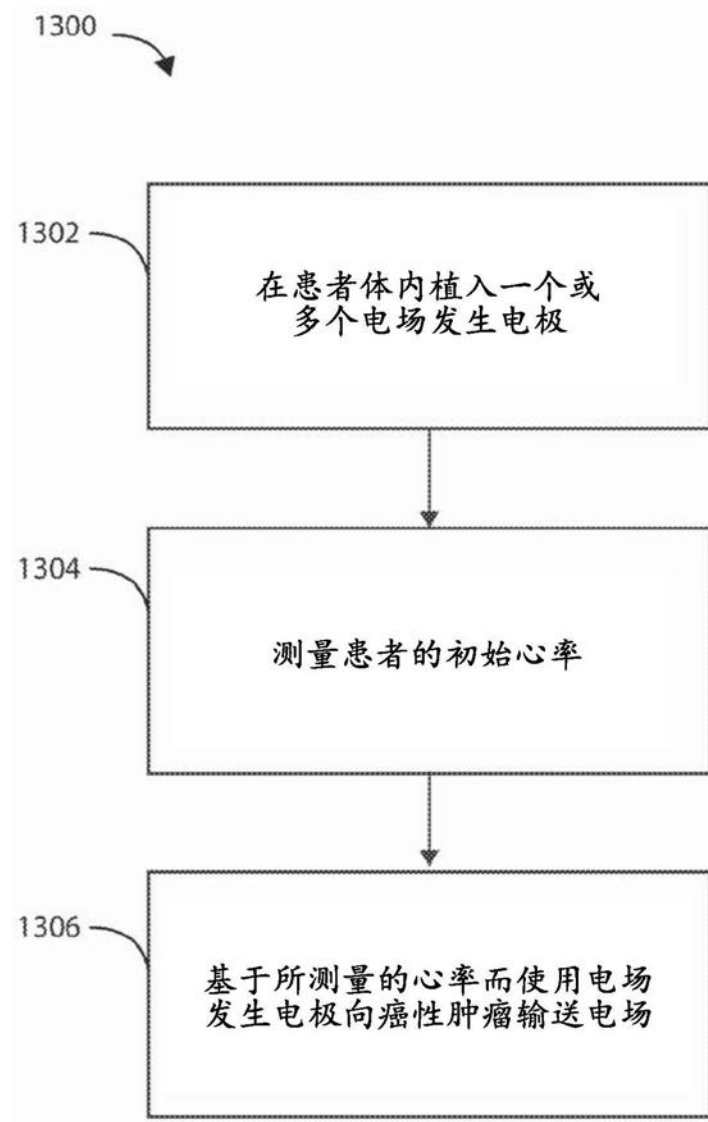 1300
1302
在患者体内植入一个或
多个电场发生电极
1304
测量患者的初始心率
1306
基于所测量的心率而使用电场
发生电极向癌性肿瘤输送电场